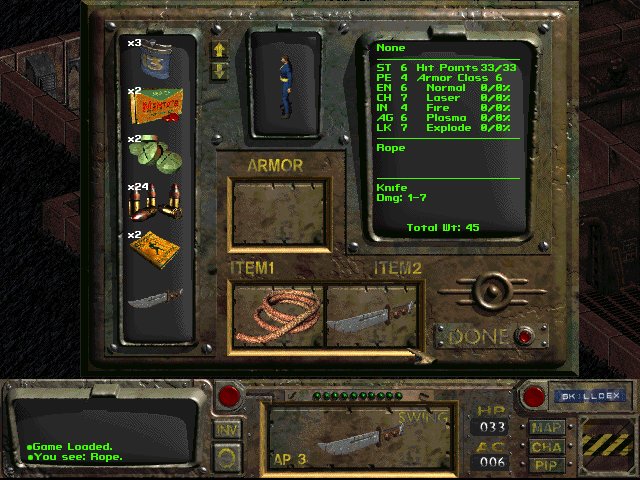 x3
x2
MENTATS
x2
x24
x2
None
ST 6 Hit Points 33/33
PE 4 Armor Class 6
EN 6 Normal 0/0%
CH 7 Laser 0/0%
IN 4 Fire 0/0%
AG 6 Plasma 0/0%
LK 7 Explode 0/0%
Rope
Knife
Dmg: 1-7
Total Wt: 45
ARMOR
ITEM1 ITEM2
DONE
Game Loaded.
You see: Rope.
INV
SWING
AP 3
HP
033
AC
006
SKILLDEX
MAP
CHA
PIP